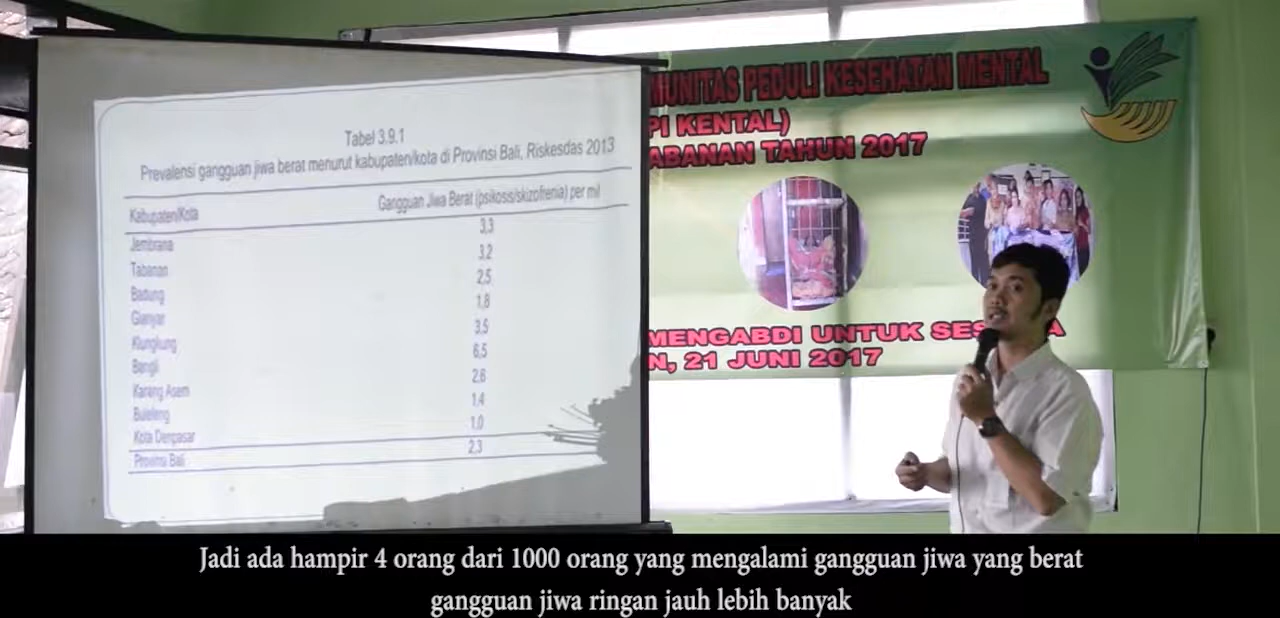 Tabel 3.9.1
Prevalensi gangguan jiwa berat menurut kabupaten/kota di Provinsi Bali, Riskesdas 2013
Kabupaten/Kota Gangguan Jiwa Berat (psikosis/skizofrenia) per mil
Jembrana 3,3
Tabanan 3,2
Badung 2,5
Gianyar 1,8
Klungkung 3,5
Bangli 6,5
Karang Asem 2,6
Buleleng 1,4
Kota Denpasar 1,0
Provinsi Bali 2,3
MUNITAS PEDULI KESEHATAN MENTAL
PI KENTAL)
ABANAN TAHUN 2017
MENGABDI UNTUK SES A
N, 21 JUNI 2017
Jadi ada hampir 4 orang dari 1000 orang yang mengalami gangguan jiwa yang berat
gangguan jiwa ringan jauh lebih banyak